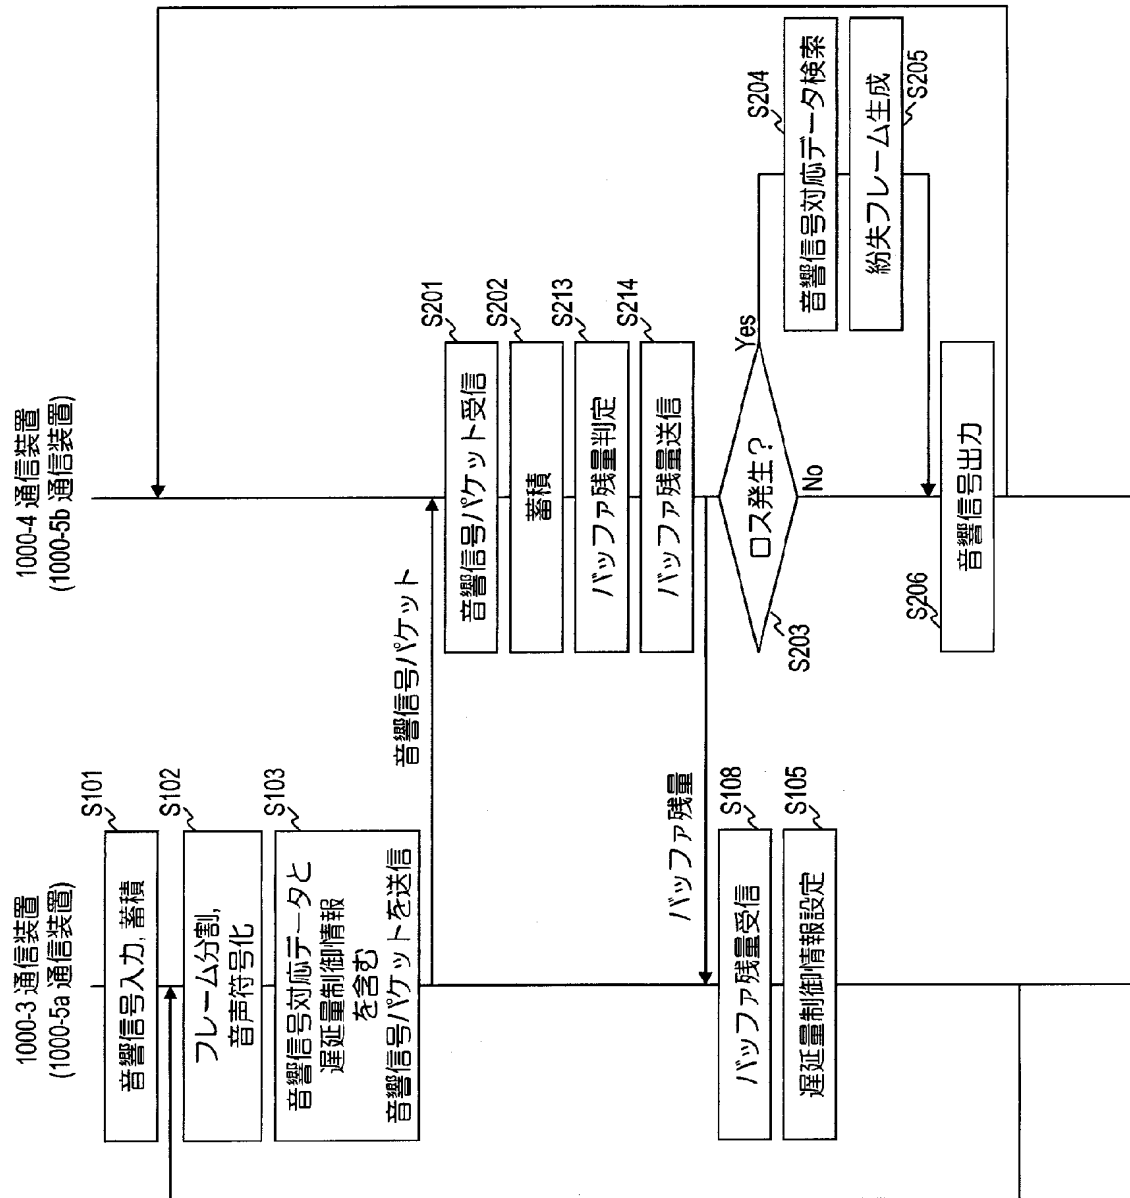 1000-3 通信装置
(1000-5a 通信装置)
S101
音響信号入力, 蓄積
S102
フレーム分割,
音声符号化
S103
音響信号対応データと
遅延量制御情報
を含む
音響信号パケットを送信
音響信号パケット
1000-4 通信装置
(1000-5b 通信装置)
S201
音響信号パケット受信
S202
蓄積
S213
バッファ残量判定
S214
バッファ残量送信
バッファ残量
S108
バッファ残量受信
S105
遅延量制御情報設定
ロス発生？
S203
Yes
No
S204
音響信号対応データ検索
S205
紛失フレーム生成
S206
音響信号出力